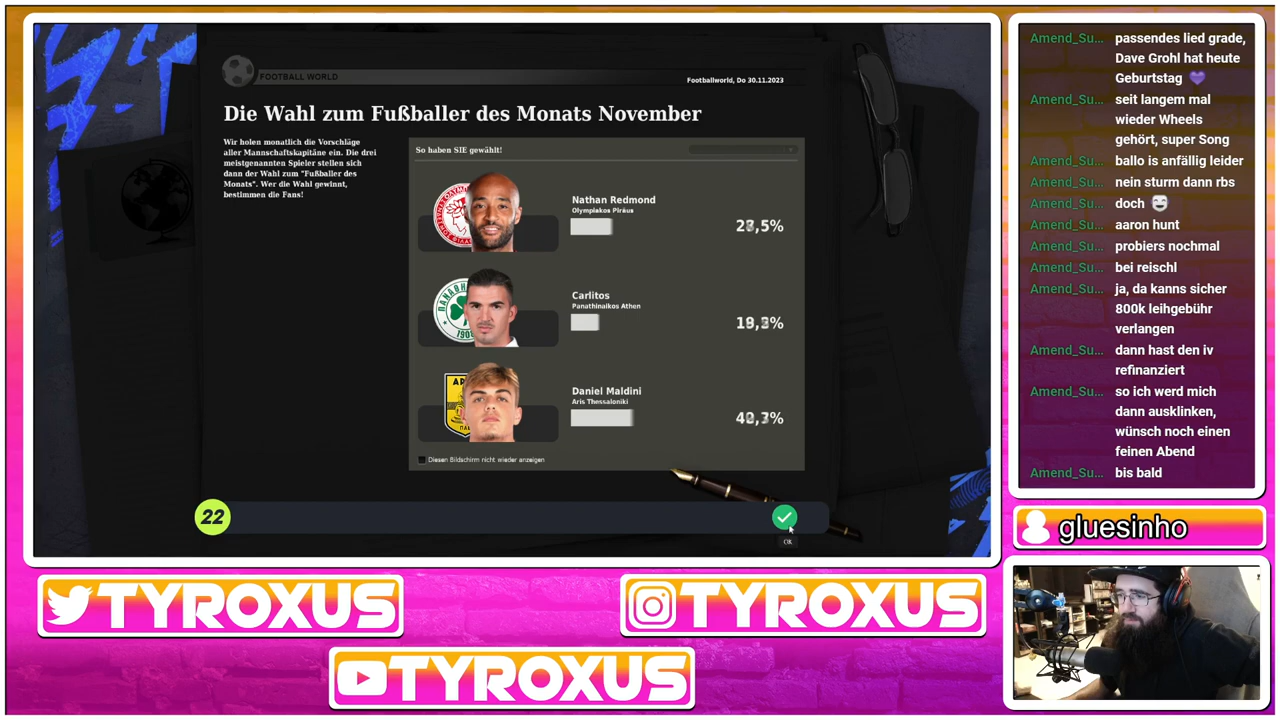 FOOTBALL WORLD
Footballworld, Do 30.11.2023
Die Wahl zum Fußballer des Monats November
Wir holen monatlich die Vorschläge
aller Mannschaftskapitäne ein. Die drei
meistgenannten Spieler stellen sich
dann der Wahl zum "Fußballer des
Monats". Wer die Wahl gewinnt,
bestimmen die Fans!
So haben SIE gewählt!
Nathan Redmond
Olympiakos Piräus
Carlitos
Panathinaikos Athen
Daniel Maldini
Aris Thessaloniki
Diesen Bildschirm nicht wieder anzeigen
22
OK
Amend_Su... passendes lied grade,
Dave Grohl hat heute
Geburtstag 💜
Amend_Su... seit langem mal
wieder Wheels
gehört, super Song
Amend_Su... ballo is anfällig leider
Amend_Su... nein sturm dann rbs
Amend_Su... doch
Amend_Su... aaron hunt
Amend_Su... probiers nochmal
Amend_Su... bei reischl
Amend_Su... ja, da kanns sicher
800k leihgebühr
verlangen
Amend_Su... dann hast den iv
refinanziert
Amend_Su... so ich werd mich
dann ausklinken,
wünsch noch einen
feinen Abend
Amend_Su... bis bald
gluesinho
TYROXUS
TYROXUS
TYROXUS